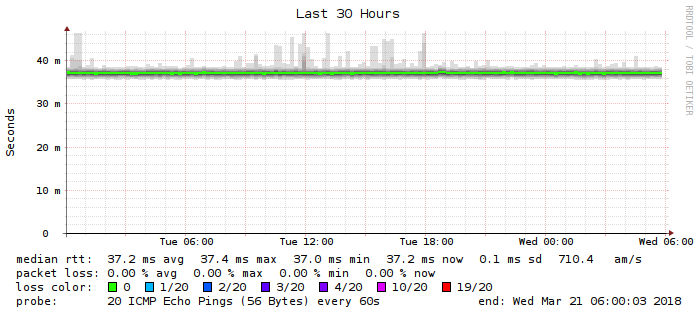 Last 30 Hours
RRDTOOL / TOBI OETIKER
Seconds
40 m
30 m
20 m
10 m
0
Tue 06:00 Tue 12:00 Tue 18:00 Wed 00:00 Wed 06:00
median rtt: 37.2 ms avg 37.4 ms max 37.0 ms min 37.2 ms now 0.1 ms sd 710.4 am/s
packet loss: 0.00 % avg 0.00 % max 0.00 % min 0.00 % now
loss color: 0 1/20 2/20 3/20 4/20 10/20 19/20
probe: 20 ICMP Echo Pings (56 Bytes) every 60s end: Wed Mar 21 06:00:03 2018